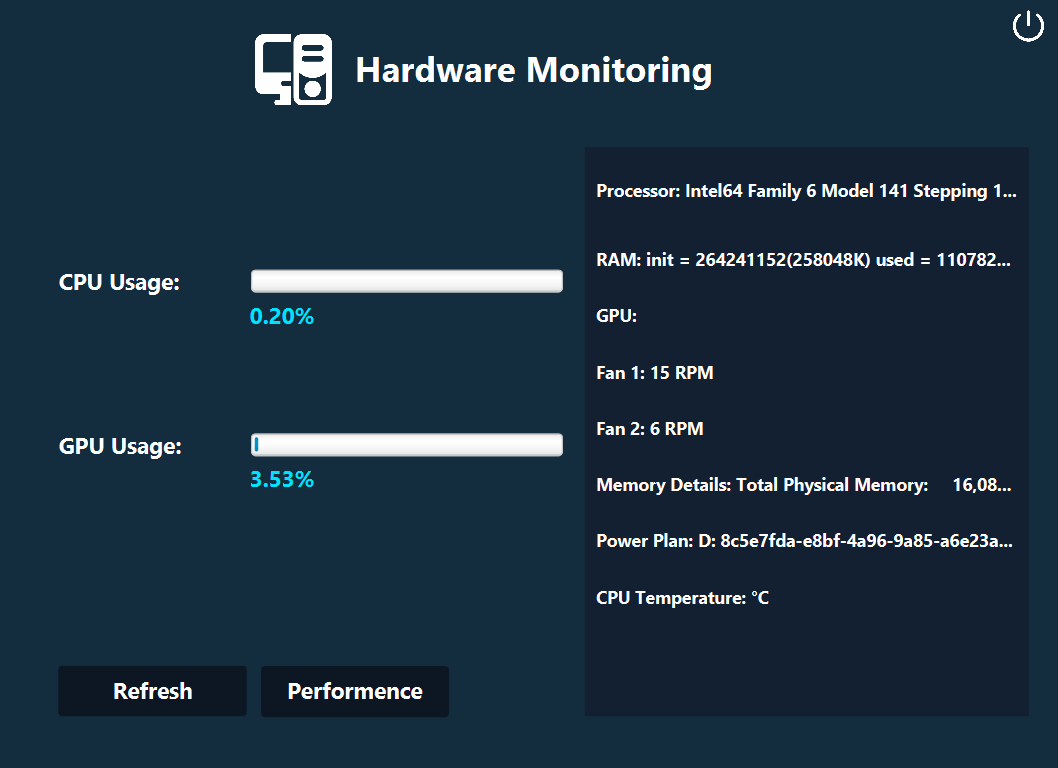 Hardware Monitoring
CPU Usage:
0.20%
GPU Usage:
3.53%
Refresh
Performence
Processor: Intel64 Family 6 Model 141 Stepping 1...
RAM: init = 264241152(258048K) used = 110782...
GPU:
Fan 1: 15 RPM
Fan 2: 6 RPM
Memory Details: Total Physical Memory: 16,08...
Power Plan: D: 8c5e7fda-e8bf-4a96-9a85-a6e23a...
CPU Temperature: °C